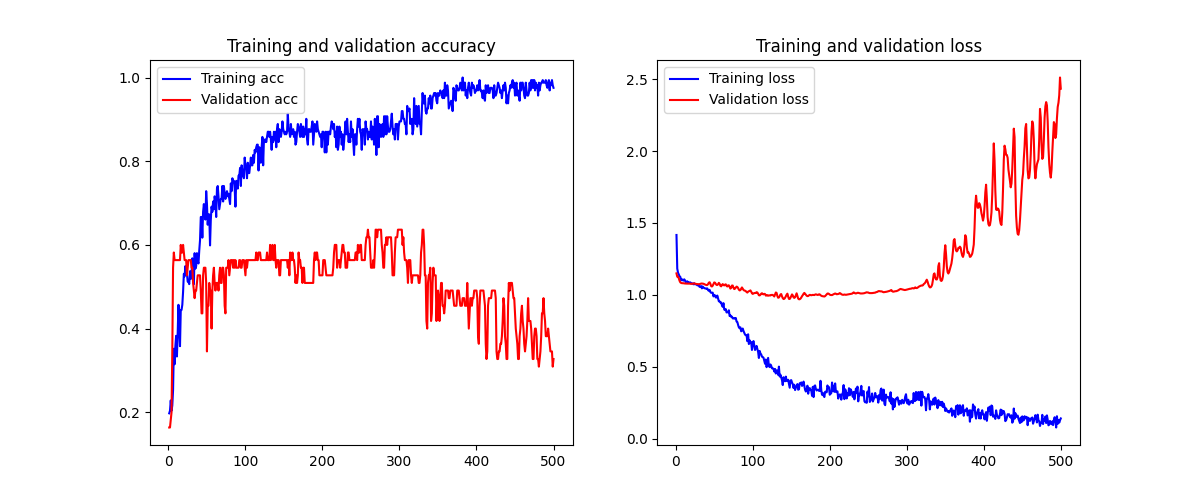 Training and validation accuracy
Training acc
Validation acc
1.0
0.8
0.6
0.4
0.2
0 100 200 300 400 500
Training and validation loss
Training loss
Validation loss
2.5
2.0
1.5
1.0
0.5
0.0
0 100 200 300 400 500